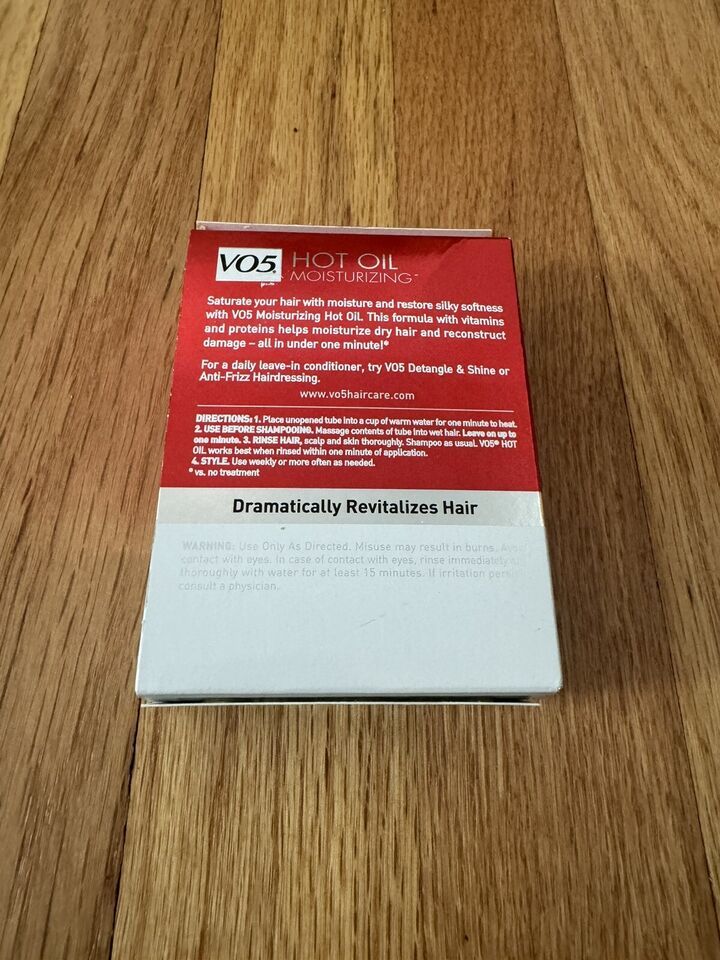 VO5 HOT OIL
MOISTURIZING™
Saturate your hair with moisture and restore silky softness
with VO5 Moisturizing Hot Oil. This formula with vitamins
and proteins helps moisturize dry hair and reconstruct
damage – all in under one minute!*
For a daily leave-in conditioner, try VO5 Detangle & Shine or
Anti-Frizz Hairdressing.
www.vo5haircare.com
DIRECTIONS: 1. Place unopened tube into a cup of warm water for one minute to heat.
2. USE BEFORE SHAMPOOING. Massage contents of tube into wet hair. Leave on up to
one minute. 3. RINSE HAIR, scalp and skin thoroughly. Shampoo as usual. VO5® HOT
OIL works best when rinsed within one minute of application.
4. STYLE. Use weekly or more often as needed.
* vs. no treatment
Dramatically Revitalizes Hair
WARNING: Use Only As Directed. Misuse may result in burns.
contact with eyes. In case of contact with eyes, rinse immediately
thoroughly with water for at least 15 minutes. If irritation
consult a physician.